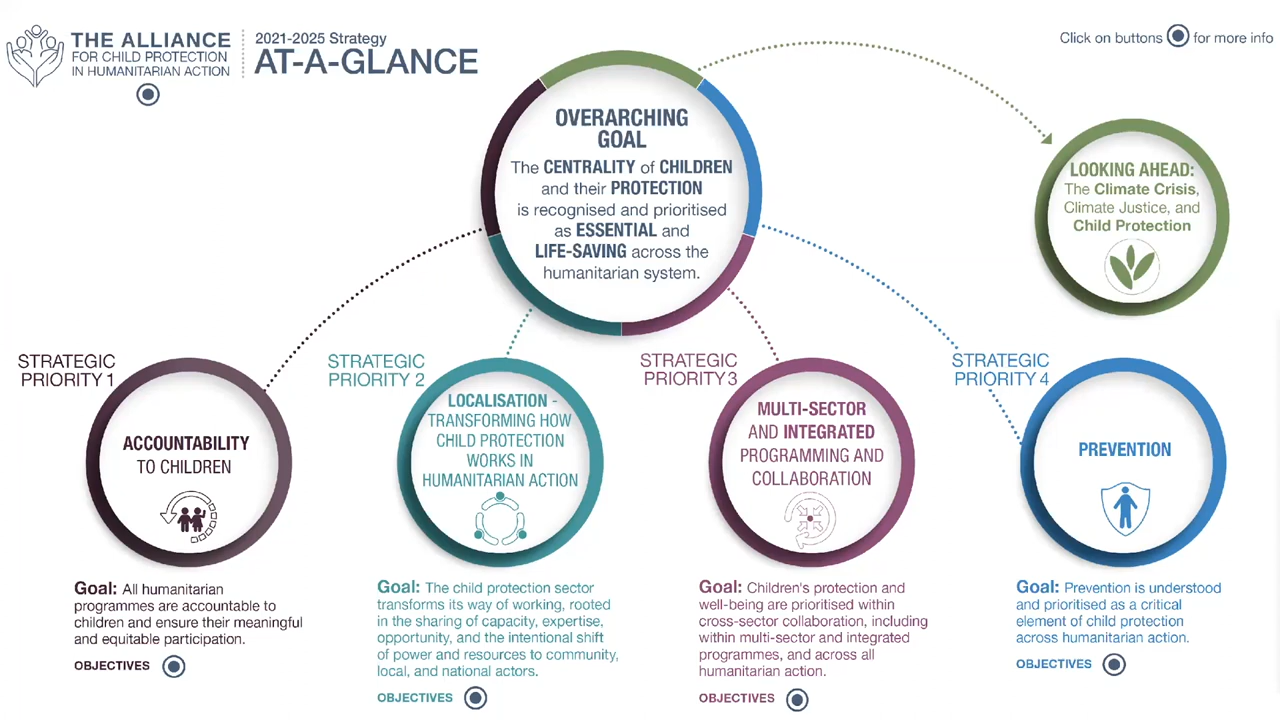 THE ALLIANCE
FOR CHILD PROTECTION
IN HUMANITARIAN ACTION
2021-2025 Strategy
AT-A-GLANCE
Click on buttons for more info
OVERARCHING
GOAL
The CENTRALITY of CHILDREN
and their PROTECTION
is recognised and prioritised
as ESSENTIAL and
LIFE-SAVING across the
humanitarian system.
LOOKING AHEAD:
The Climate Crisis,
Climate Justice, and
Child Protection
STRATEGIC
PRIORITY 1
ACCOUNTABILITY
TO CHILDREN
Goal: All humanitarian
programmes are accountable to
children and ensure their meaningful
and equitable participation.
OBJECTIVES
STRATEGIC
PRIORITY 2
LOCALISATION -
TRANSFORMING HOW
CHILD PROTECTION
WORKS IN
HUMANITARIAN ACTION
Goal: The child protection sector
transforms its way of working, rooted
in the sharing of capacity, expertise,
opportunity, and the intentional shift
of power and resources to community,
local, and national actors.
OBJECTIVES
STRATEGIC
PRIORITY 3
MULTI-SECTOR
AND INTEGRATED
PROGRAMMING AND
COLLABORATION
Goal: Children's protection and
well-being are prioritised within
cross-sector collaboration, including
within multi-sector and integrated
programmes, and across all
humanitarian action.
OBJECTIVES
STRATEGIC
PRIORITY 4
PREVENTION
Goal: Prevention is understood
and prioritised as a critical
element of child protection
across humanitarian action.
OBJECTIVES